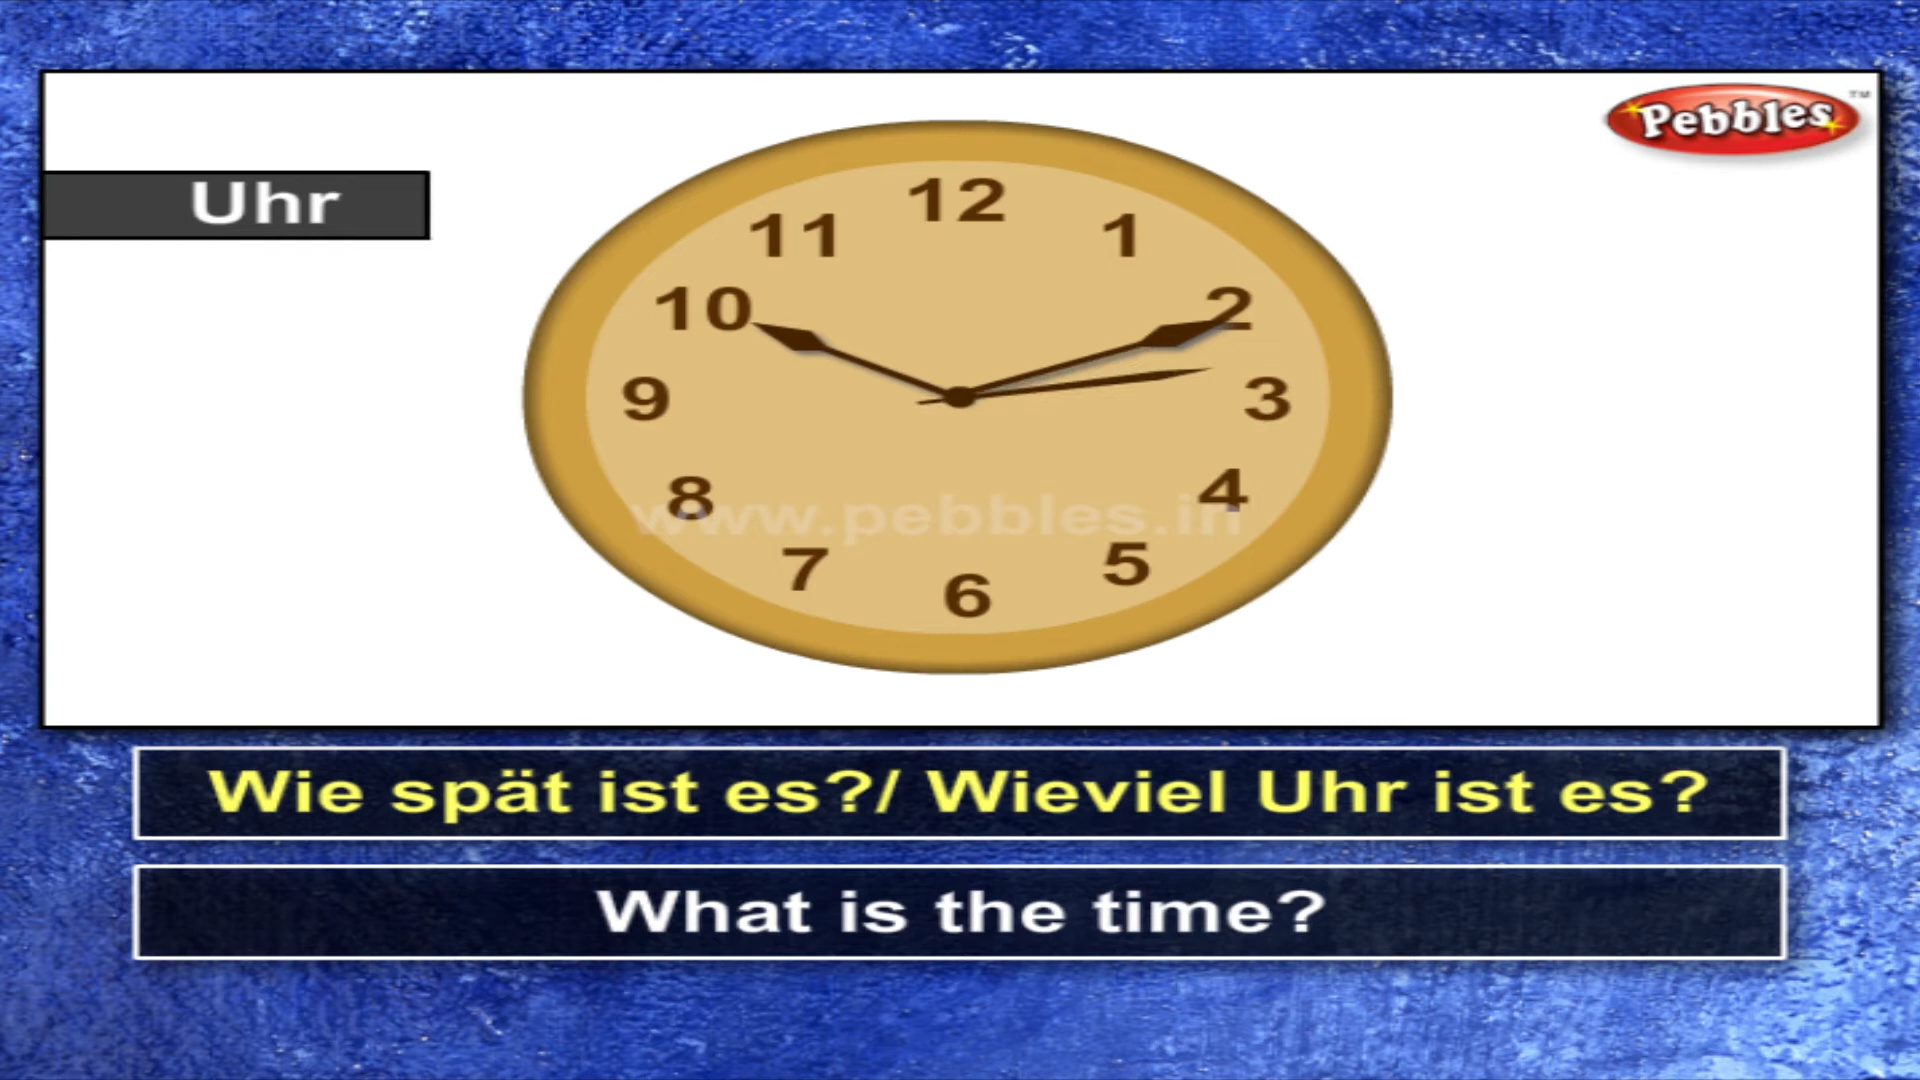 Pebbles™
Uhr
12
11
1
10
2
9
3
8
4
www.pebbles.in
7
5
6
Wie spät ist es?/ Wieviel Uhr ist es?
What is the time?